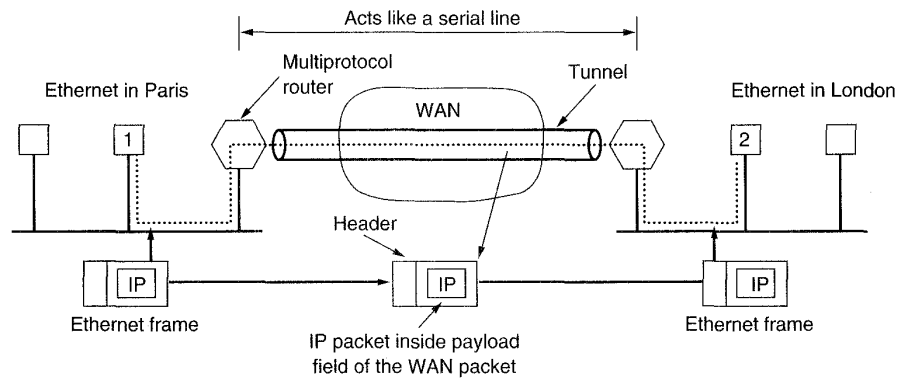 Acts like a serial line
Multiprotocol
router
Tunnel
Ethernet in Paris
WAN
Ethernet in London
1
2
Header
IP
IP
IP
Ethernet frame
Ethernet frame
IP packet inside payload
field of the WAN packet